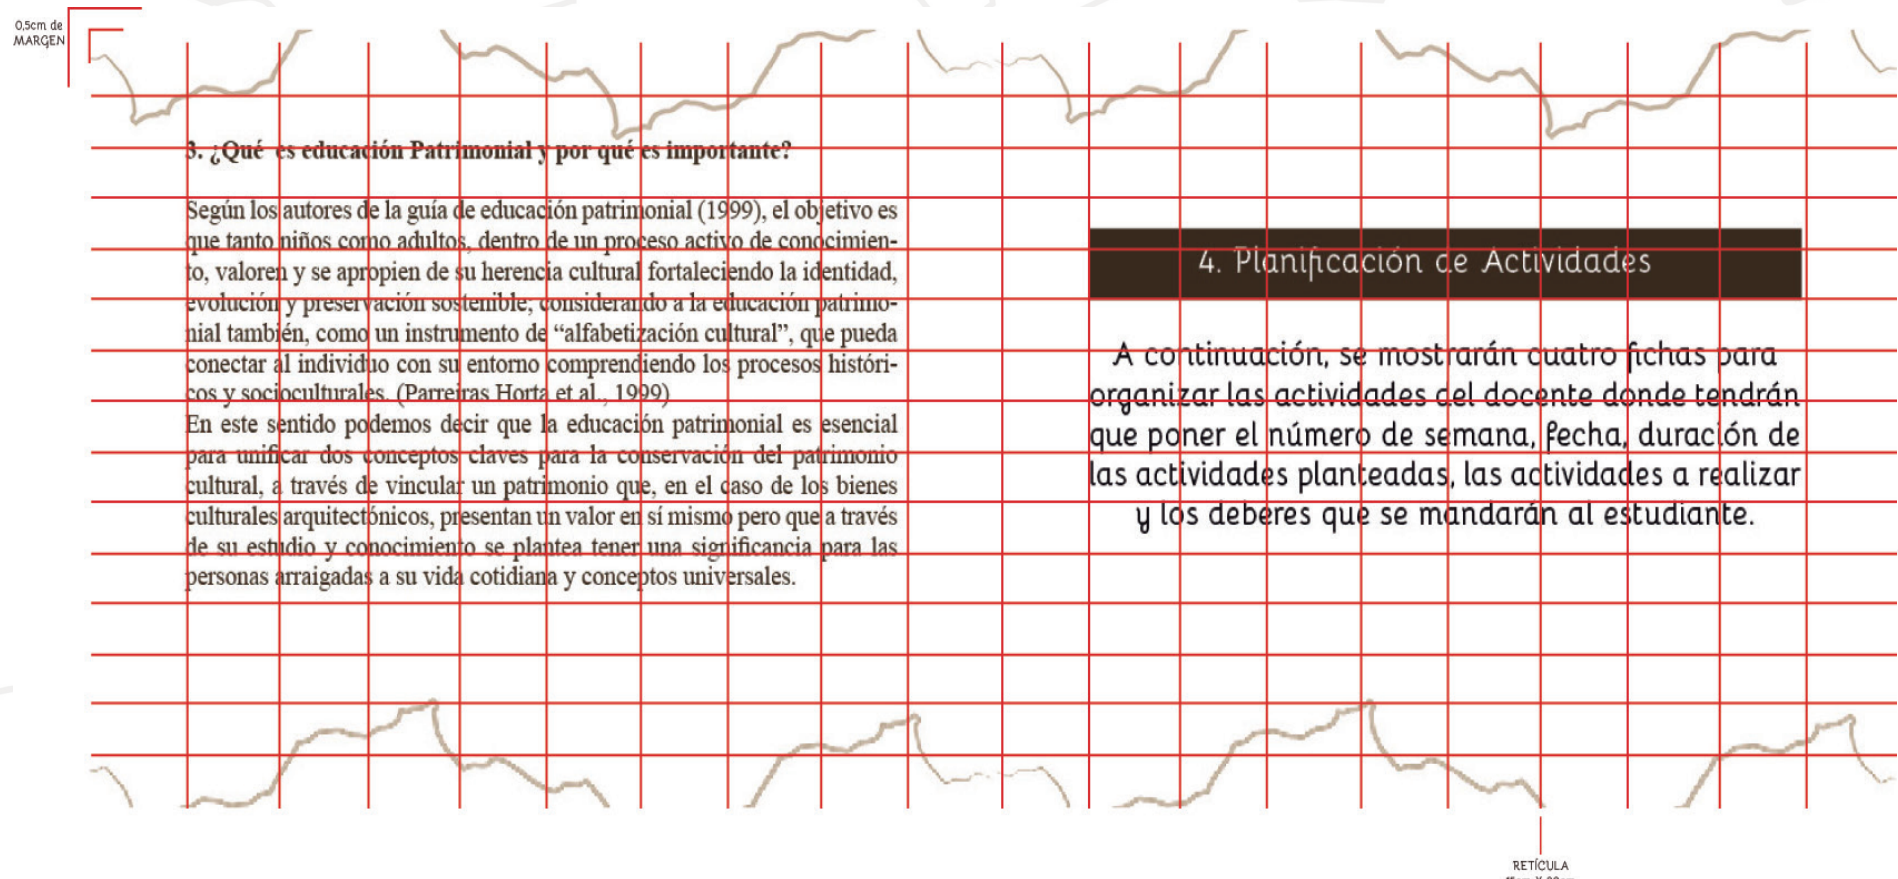 0,5cm de
MARGEN
3. ¿Qué es educación Patrimonial y por qué es importante?
Según los autores de la guía de educación patrimonial (1999), el objetivo es
que tanto niños como adultos, dentro de un proceso activo de conocimien-
to, valoren y se apropien de su herencia cultural fortaleciendo la identidad,
evolución y preservación sostenible; considerando a la educación patrimo-
nial también, como un instrumento de “alfabetización cultural”, que pueda
conectar al individuo con su entorno comprendiendo los procesos históri-
cos y socioculturales. (Parreiras Horta et al., 1999)
En este sentido podemos decir que la educación patrimonial es esencial
para unificar dos conceptos claves para la conservación del patrimonio
cultural, a través de vincular un patrimonio que, en el caso de los bienes
culturales arquitectónicos, presentan un valor en sí mismo pero que a través
de su estudio y conocimiento se plantea tener una significancia para las
personas arraigadas a su vida cotidiana y conceptos universales.
4. Planificación de Actividades
A continuación, se mostrarán cuatro fichas para
organizar las actividades del docente donde tendrán
que poner el número de semana, fecha, duración de
las actividades planteadas, las actividades a realizar
y los deberes que se mandarán al estudiante.
RETÍCULA